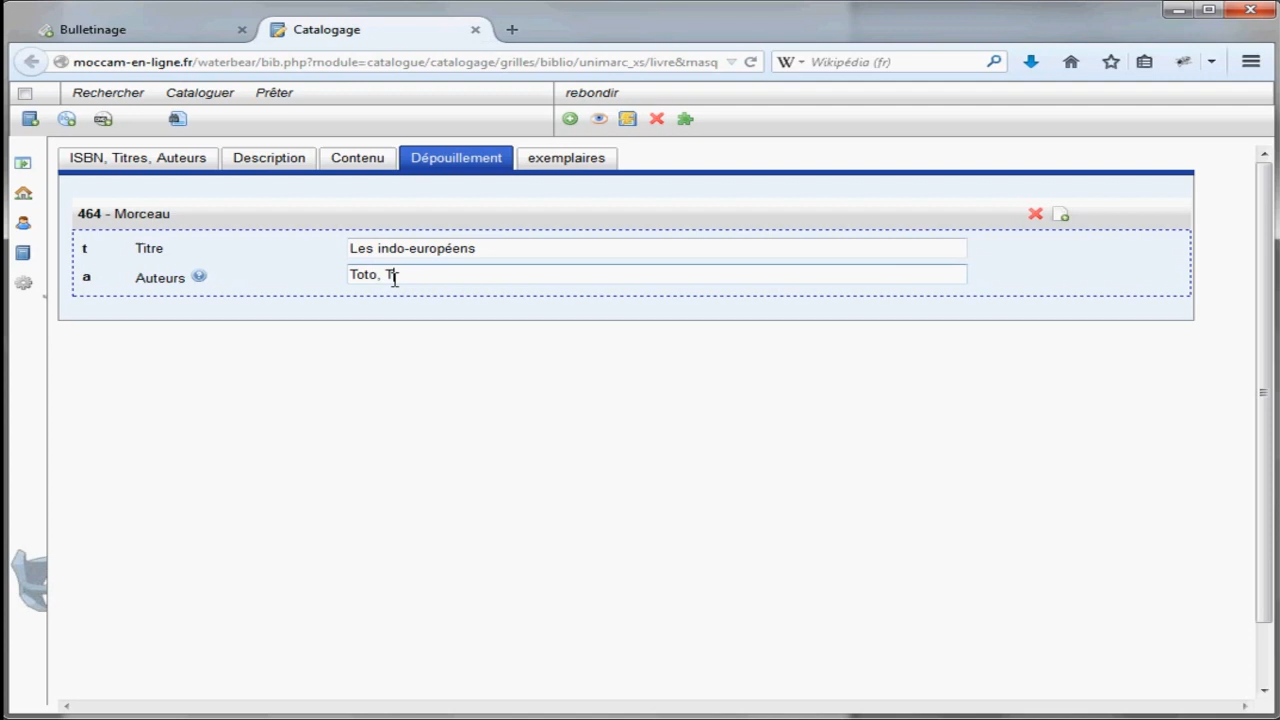 Bulletinage
Catalogage
moccam-en-ligne.fr/waterbear/bib.php?module=catalogue/catalogage/grilles/biblio/unimarc_xs/livre&masq
W
Wikipédia (fr)
Rechercher Cataloguer Prêter
rebondir
ISBN, Titres, Auteurs
Description
Contenu
Dépouillement
exemplaires
464 - Morceau
t Titre Les indo-européens
a Auteurs Toto, Tr